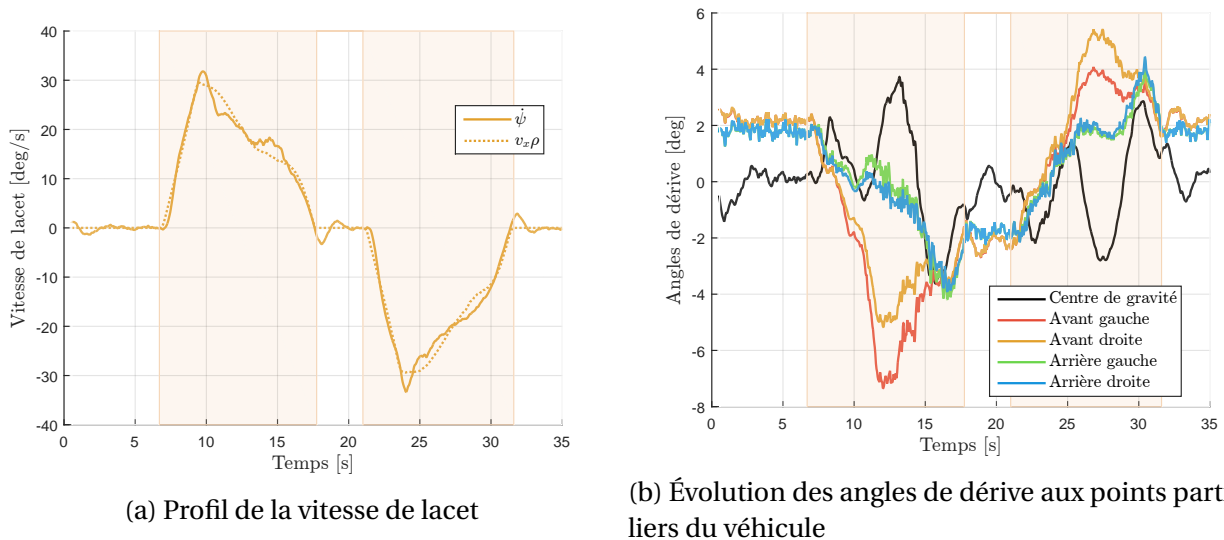 40
30
20
10
0
-10
-20
-30
-40
Vitesse de lacet [deg/s]
ψ̇
vₓρ
0 5 10 15 20 25 30 35
Temps [s]
(a) Profil de la vitesse de lacet
6
4
2
0
-2
-4
-6
-8
Angles de dérive [deg]
Centre de gravité
Avant gauche
Avant droite
Arrière gauche
Arrière droite
0 5 10 15 20 25 30 35
Temps [s]
(b) Évolution des angles de dérive aux points parti
liers du véhicule